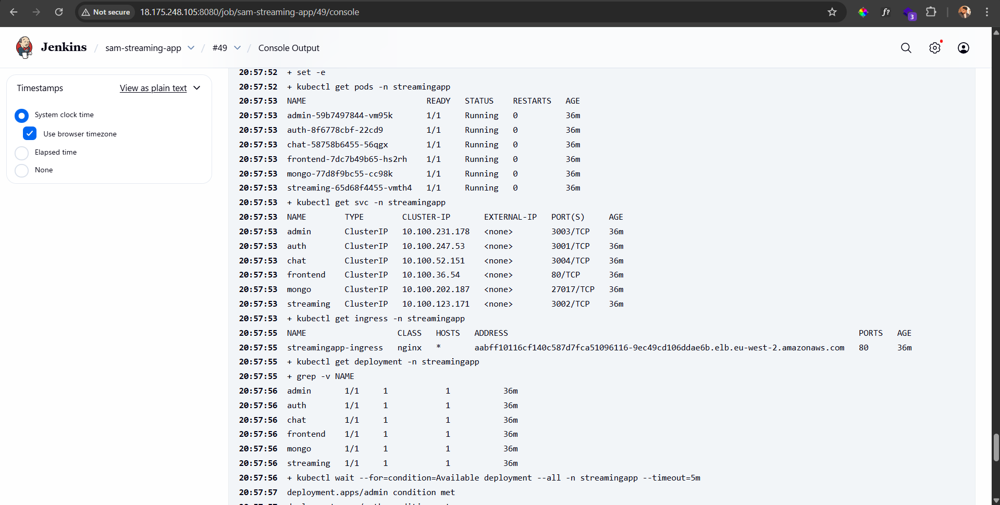 Not secure 18.175.248.105:8080/job/sam-streaming-app/49/console
f?
3
Jenkins / sam-streaming-app / #49 / Console Output
Timestamps View as plain text
System clock time
Use browser timezone
Elapsed time
None
20:57:52 + set -e
20:57:52 + kubectl get pods -n streamingapp
20:57:53 NAME READY STATUS RESTARTS AGE
20:57:53 admin-59b7497844-vm95k 1/1 Running 0 36m
20:57:53 auth-8f6778cbf-22cd9 1/1 Running 0 36m
20:57:53 chat-58758b6455-56qgx 1/1 Running 0 36m
20:57:53 frontend-7dc7b49b65-hs2rh 1/1 Running 0 36m
20:57:53 mongo-77d8f9bc55-cc98k 1/1 Running 0 36m
20:57:53 streaming-65d68f4455-vmth4 1/1 Running 0 36m
20:57:53 + kubectl get svc -n streamingapp
20:57:53 NAME TYPE CLUSTER-IP EXTERNAL-IP PORT(S) AGE
20:57:53 admin ClusterIP 10.100.231.178 <none> 3003/TCP 36m
20:57:53 auth ClusterIP 10.100.247.53 <none> 3001/TCP 36m
20:57:53 chat ClusterIP 10.100.52.151 <none> 3004/TCP 36m
20:57:53 frontend ClusterIP 10.100.36.54 <none> 80/TCP 36m
20:57:53 mongo ClusterIP 10.100.202.187 <none> 27017/TCP 36m
20:57:53 streaming ClusterIP 10.100.123.171 <none> 3002/TCP 36m
20:57:53 + kubectl get ingress -n streamingapp
20:57:55 NAME CLASS HOSTS ADDRESS PORTS AGE
20:57:55 streamingapp-ingress nginx * aabff10116cf140c587d7fca51096116-9ec49cd106ddae6b.elb.eu-west-2.amazonaws.com 80 36m
20:57:55 + kubectl get deployment -n streamingapp
20:57:55 + grep -v NAME
20:57:56 admin 1/1 1 1 36m
20:57:56 auth 1/1 1 1 36m
20:57:56 chat 1/1 1 1 36m
20:57:56 frontend 1/1 1 1 36m
20:57:56 mongo 1/1 1 1 36m
20:57:56 streaming 1/1 1 1 36m
20:57:56 + kubectl wait --for=condition=Available deployment --all -n streamingapp --timeout=5m
20:57:57 deployment.apps/admin condition met